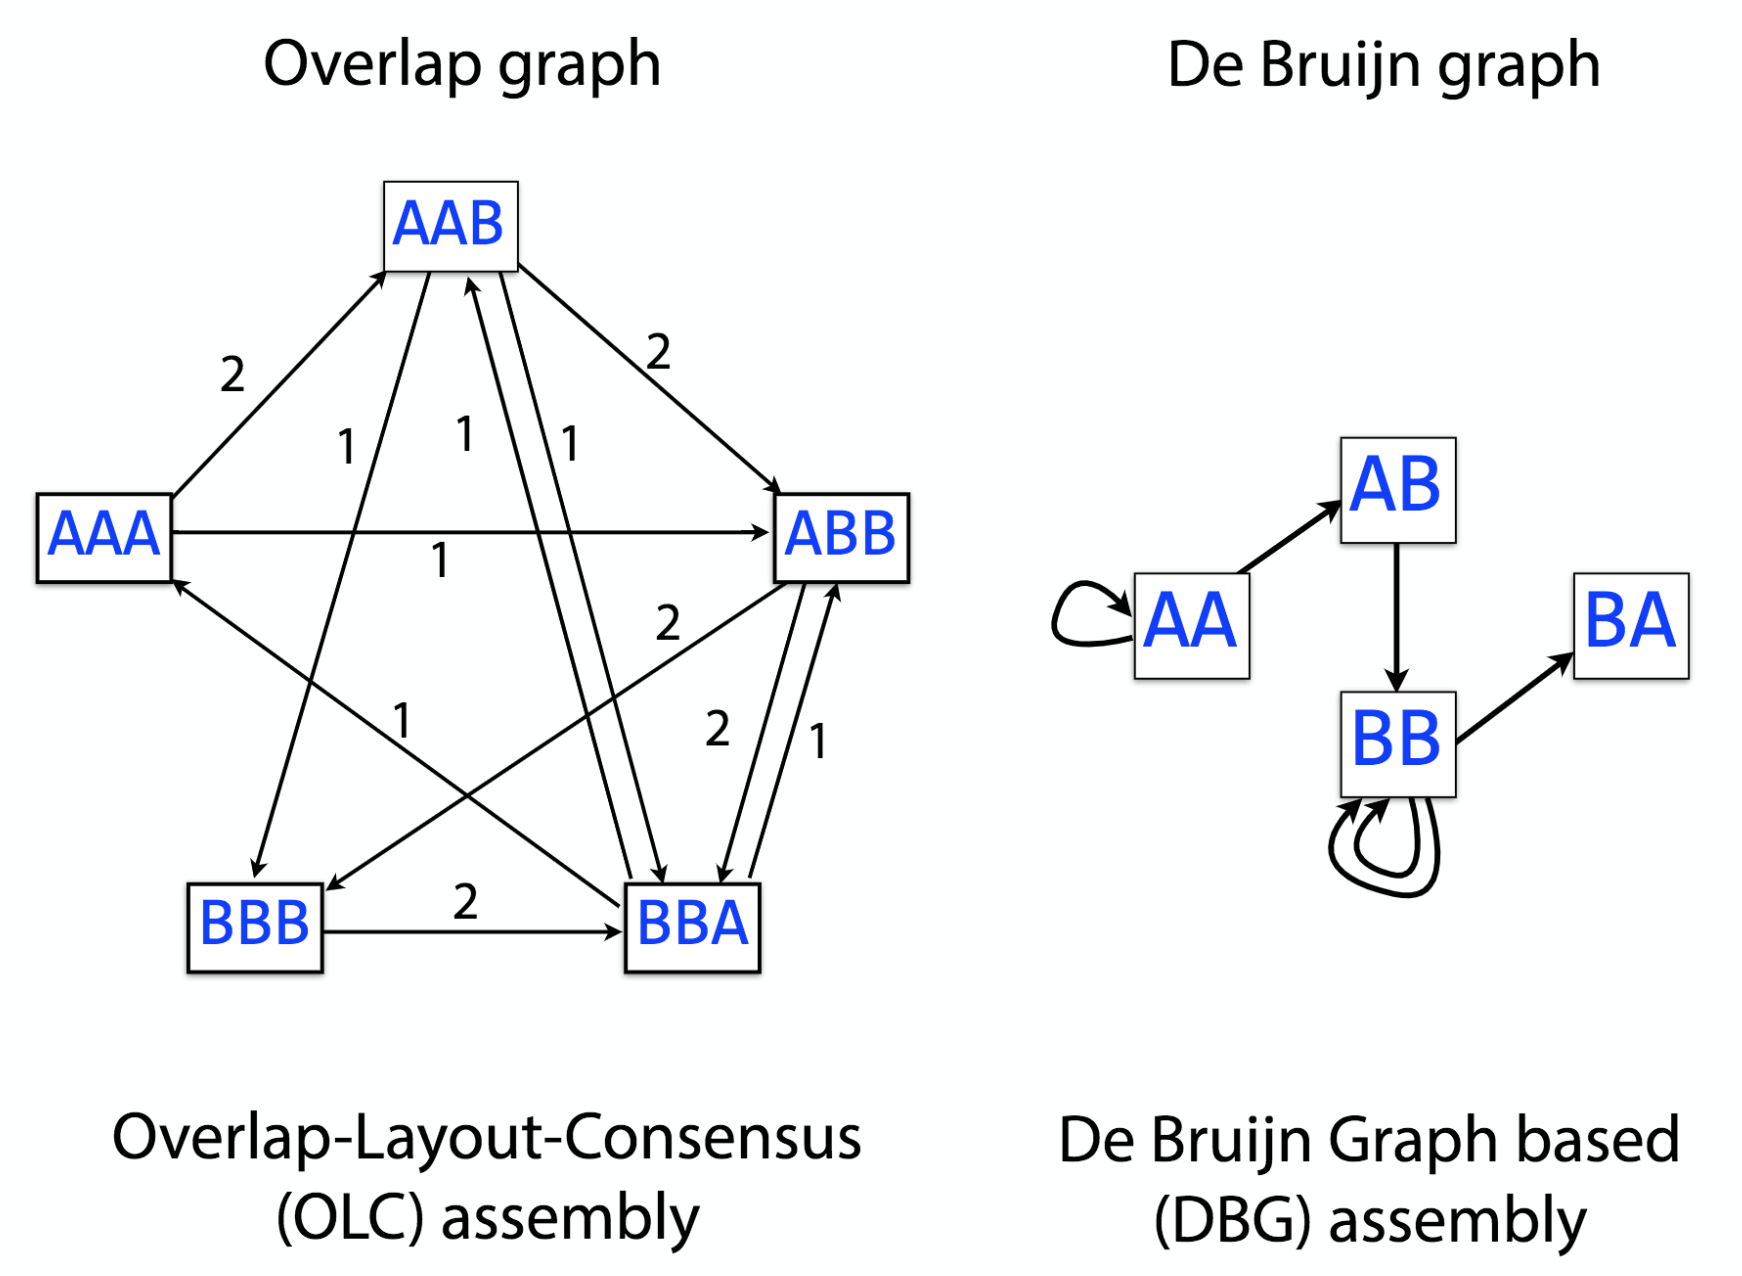 Overlap graph
De Bruijn graph
AAB
2
2
1
1
1
AB
AAA
ABB
1
AA
BA
2
1
2
1
BB
2
BBB
BBA
Overlap-Layout-Consensus
(OLC) assembly
De Bruijn Graph based
(DBG) assembly